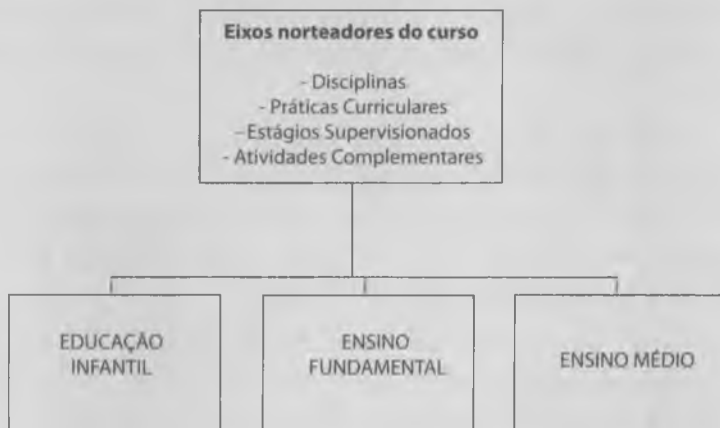 Eixos norteadores do curso
- Disciplinas
- Práticas Curriculares
- Estágios Supervisionados
- Atividades Complementares
EDUCAÇÃO
INFANTIL
ENSINO
FUNDAMENTAL
ENSINO MÉDIO